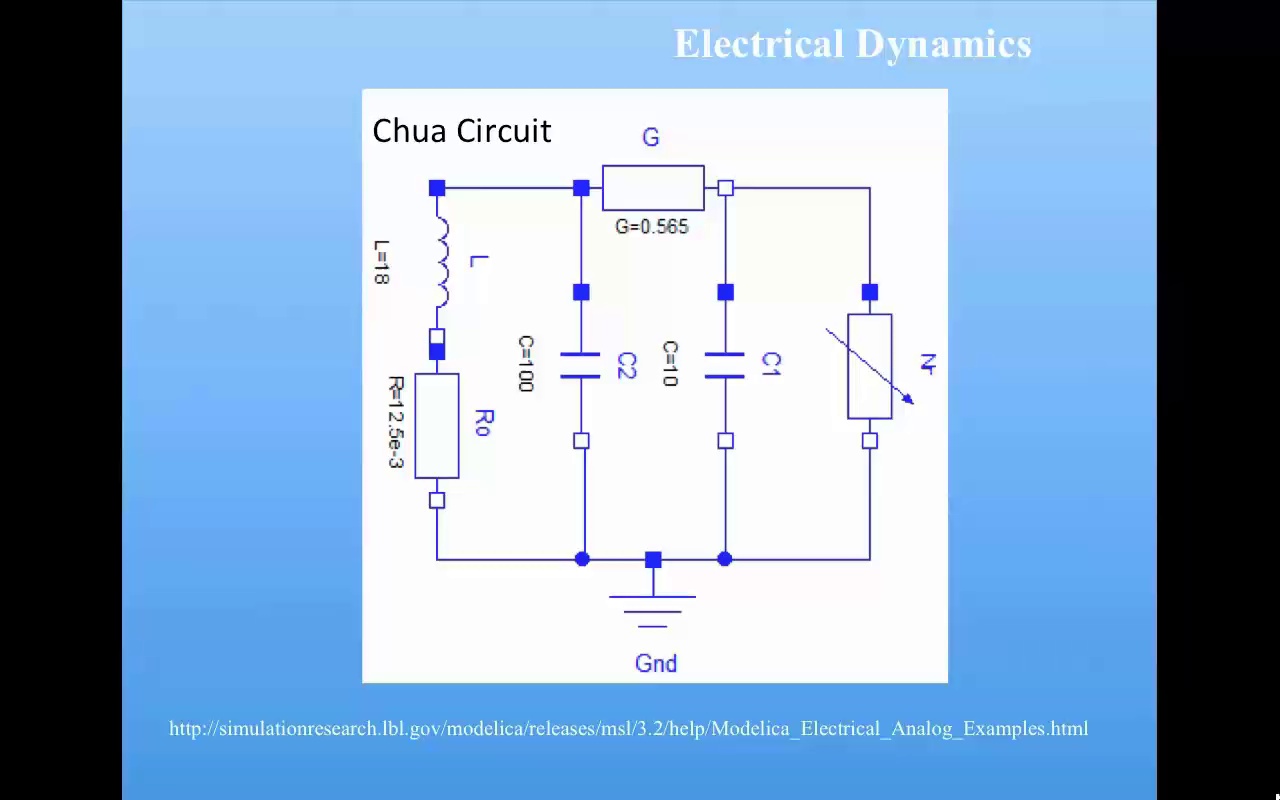 Electrical Dynamics
Chua Circuit
G
G=0.565
L=18
L
R=12.5e-3
Ro
C=100
C2
C=10
C1
Nr
Gnd
http://simulationresearch.lbl.gov/modelica/releases/msl/3.2/help/Modelica_Electrical_Analog_Examples.html